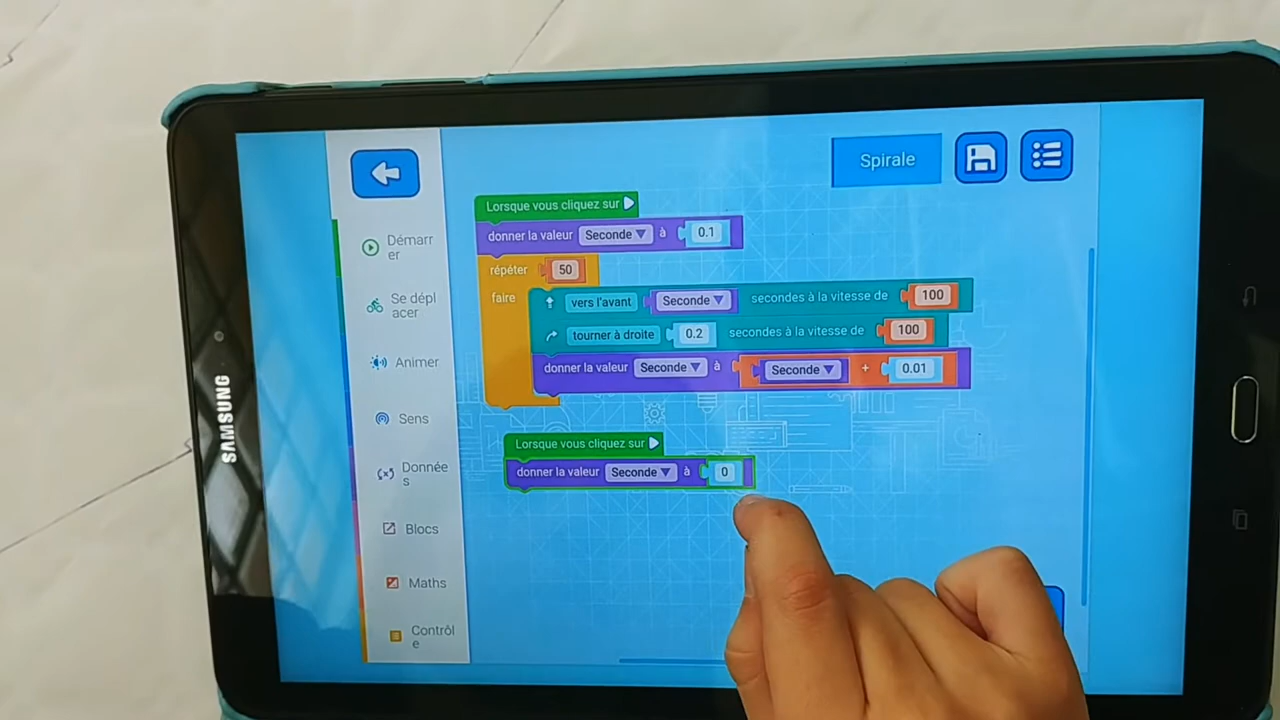 Spirale
Lorsque vous cliquez sur
donner la valeur Seconde à 0.1
répéter 50
faire
vers l'avant Seconde secondes à la vitesse de 100
tourner à droite 0.2 secondes à la vitesse de 100
donner la valeur Seconde à Seconde + 0.01
Lorsque vous cliquez sur
donner la valeur Seconde à 0
Démarr
er
Se dépl
acer
Animer
Sens
Donnée
s
Blocs
Maths
Contrôl
e
SAMSUNG